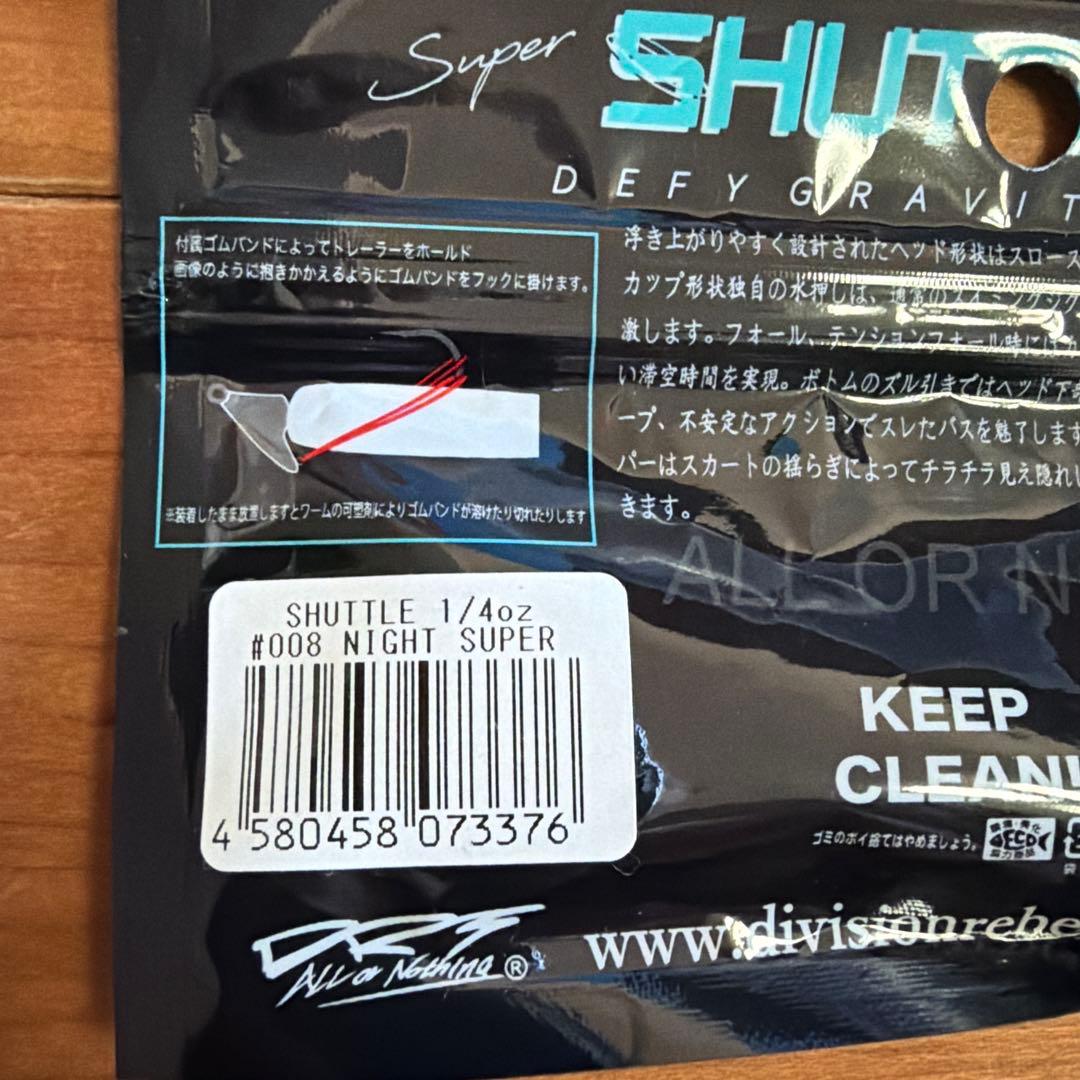 Super SHUT
DEFY GRAVIT
付属ゴムバンドによってトレーラーをホールド
画像のように抱きかかえるようにゴムバンドをフックに掛けます。
※装着したまま放置しますとワームの可塑剤によりゴムバンドが溶けたり切れたりします
浮き上がりやすく設計されたヘッド形状はスロース
カップ形状独自の水押しは、通常のスイミングジグ
激します。フォール、テンションフォール時には
い滞空時間を実現。ボトムのズル引きではヘッド下部
ープ、不安定なアクションでスレたバスを魅了します
パーはスカートの揺らぎによってチラチラ見え隠れし
きます。
ALL OR N
SHUTTLE 1/4oz
#008 NIGHT SUPER
4 580458 073376
KEEP
CLEAN
ゴミのポイ捨てはやめましょう。
ECO
DRT
ALL or Nothing ®
www.divisionrebe